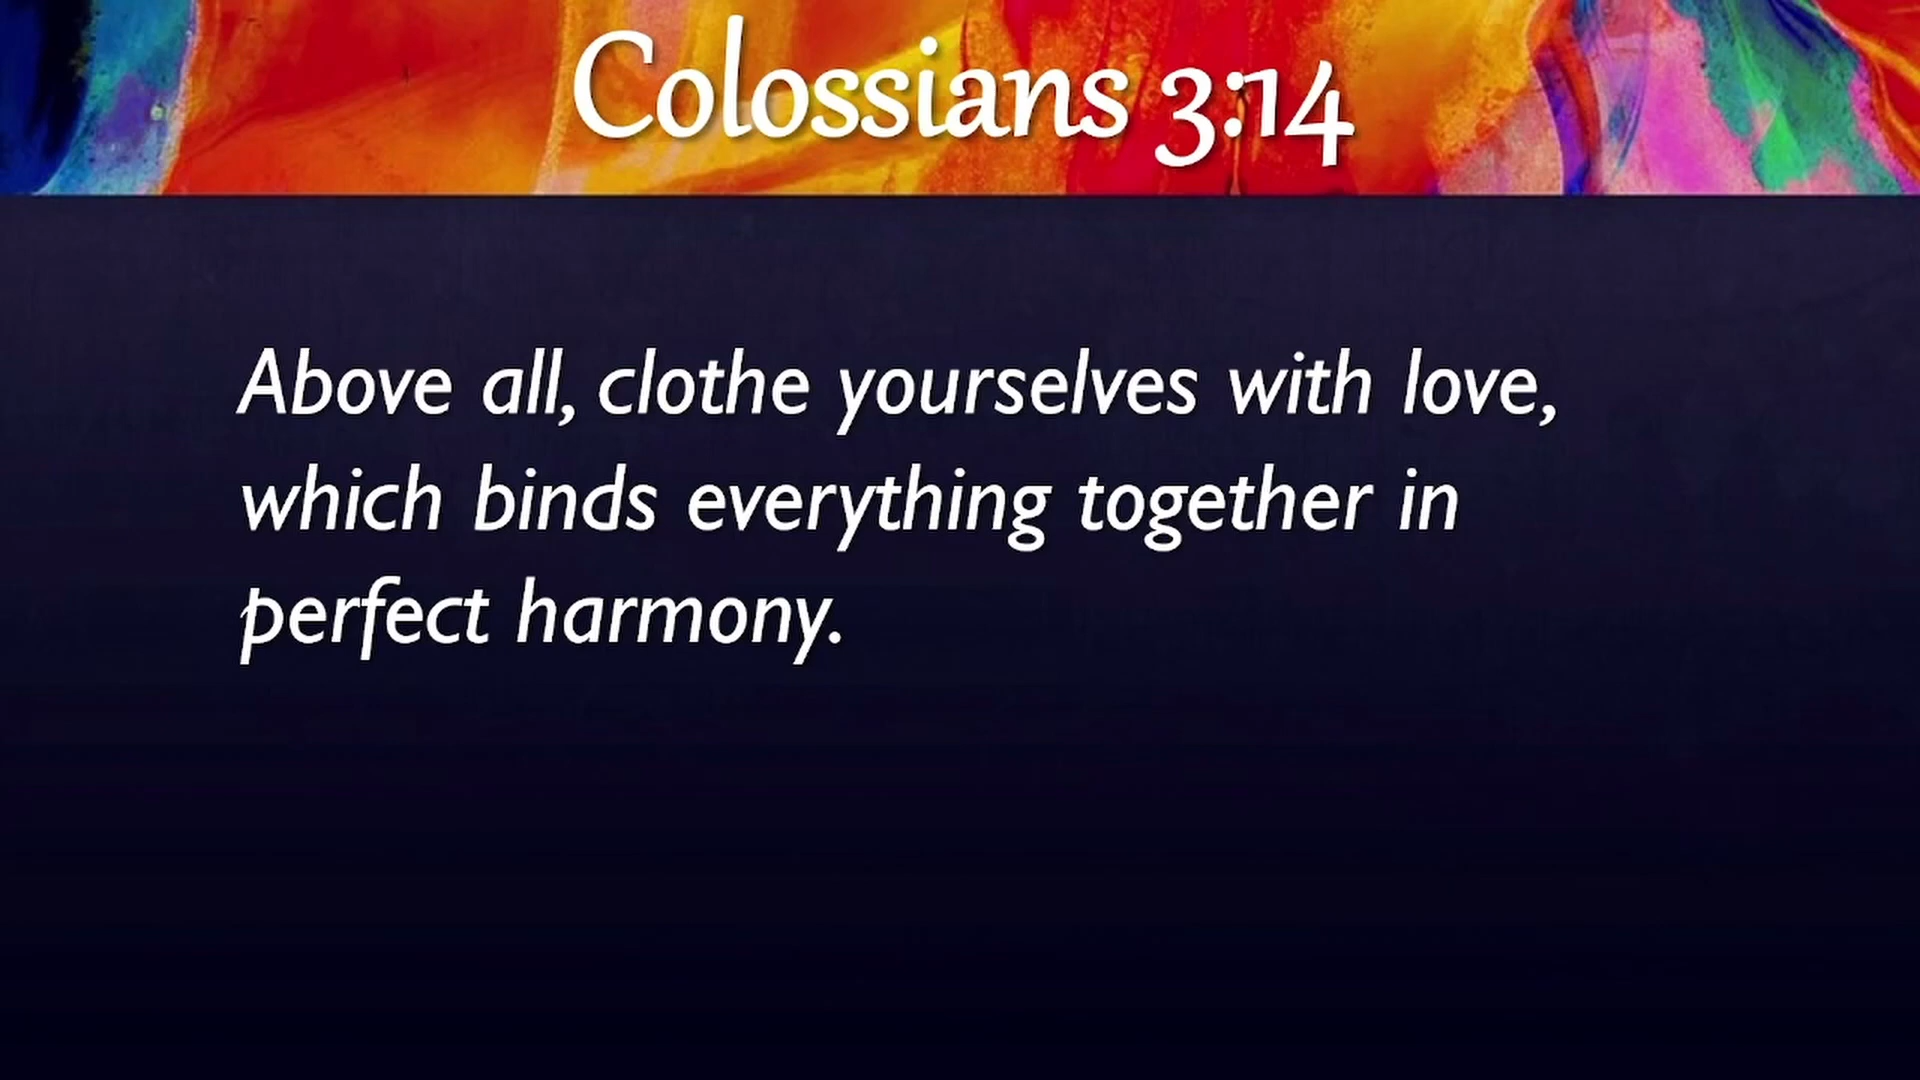 Colossians 3:14
Above all, clothe yourselves with love,
which binds everything together in
perfect harmony.